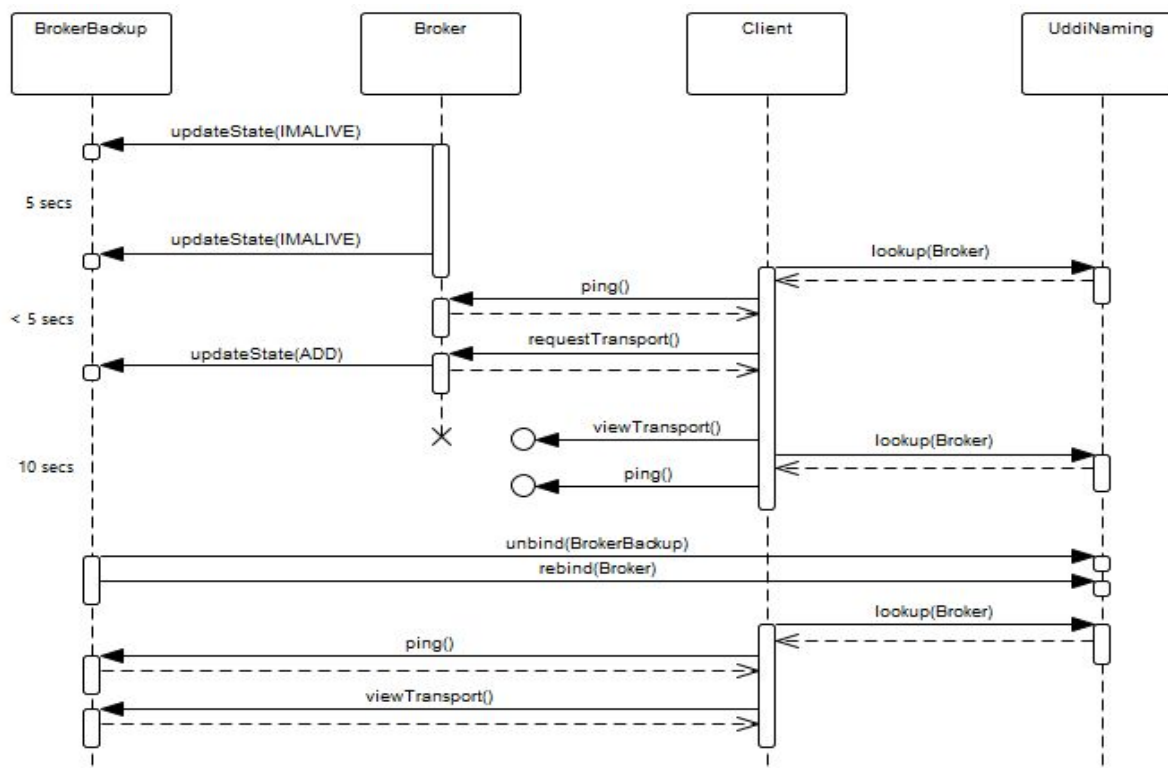 BrokerBackup
Broker
Client
UddiNaming
updateState(IMALIVE)
5 secs
updateState(IMALIVE)
lookup(Broker)
ping()
< 5 secs
requestTransport()
updateState(ADD)
viewTransport()
lookup(Broker)
10 secs
ping()
unbind(BrokerBackup)
rebind(Broker)
lookup(Broker)
ping()
viewTransport()